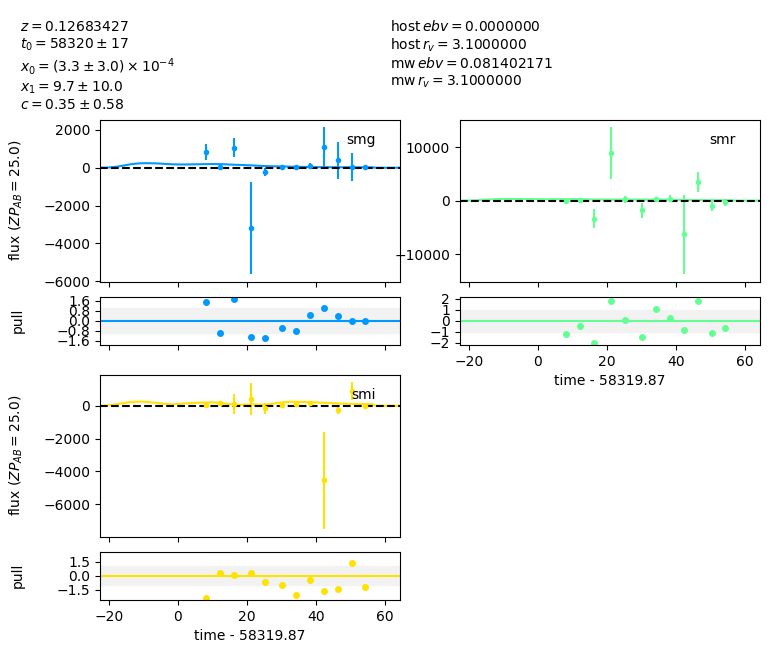 z = 0.12683427
t₀ = 58320 ± 17
x₀ = (3.3 ± 3.0) × 10⁻⁴
x₁ = 9.7 ± 10.0
c = 0.35 ± 0.58
host ebv = 0.0000000
host r_v = 3.1000000
mw ebv = 0.081402171
mw r_v = 3.1000000
flux (ZP_AB = 25.0)
2000
0
−2000
−4000
−6000
smg
10000
0
−10000
smr
pull
1.6
0.8
0.0
−0.8
−1.6
2
1
0
−1
−2
−20 0 20 40 60
time - 58319.87
flux (ZP_AB = 25.0)
0
−2000
−4000
−6000
smi
pull
1.5
0.0
−1.5
−20 0 20 40 60
time - 58319.87